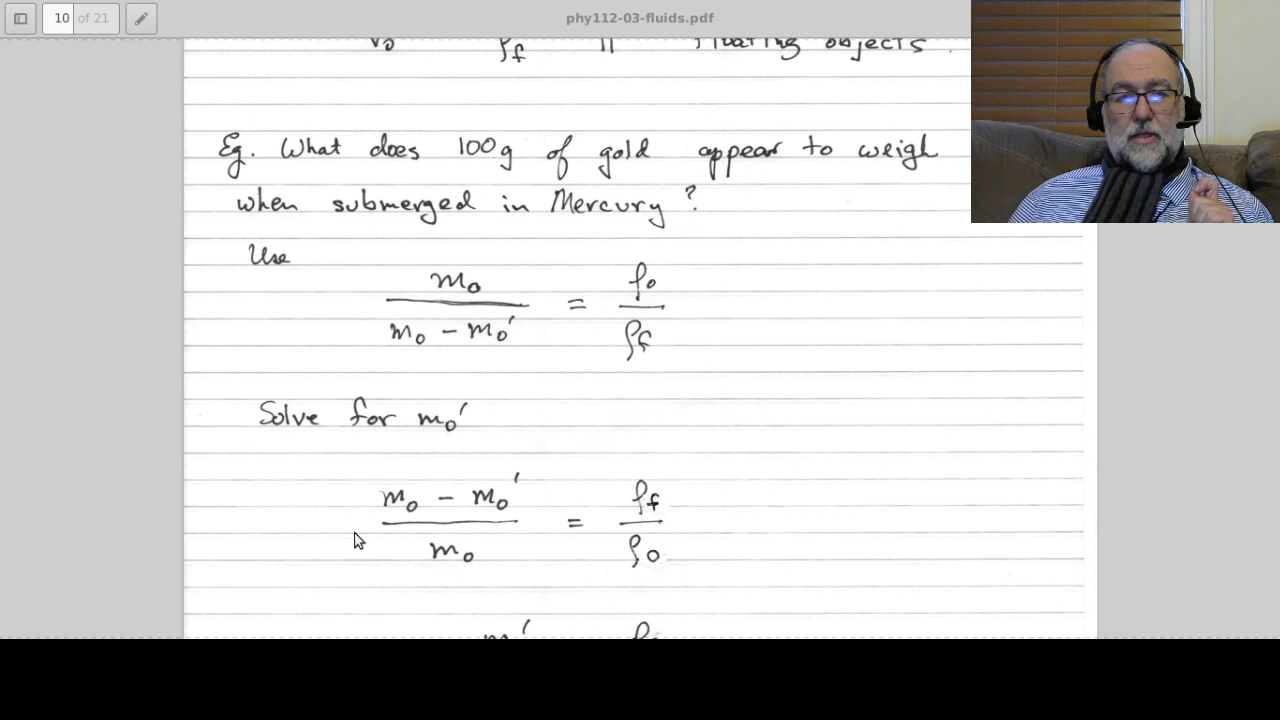 10 of 21
phy112-03-fluids.pdf
floating objects.
Eg. What does 100g of gold appear to weigh
when submerged in Mercury?
Use
m₀ / (m₀ - m₀') = ρ₀ / ρf
Solve for m₀'
(m₀ - m₀') / m₀ = ρf / ρ₀